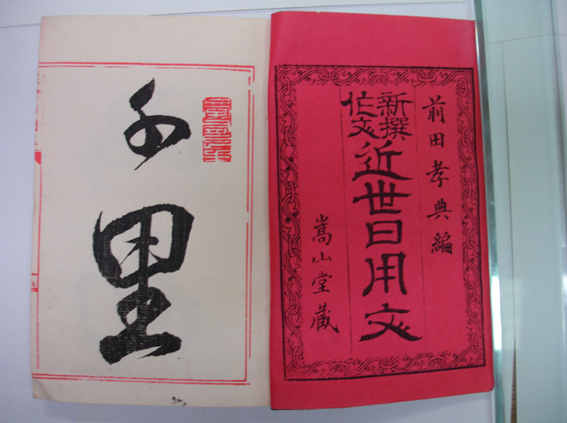 前田孝典編
新撰
作文
近世日用文
嵩山堂蔵
千里